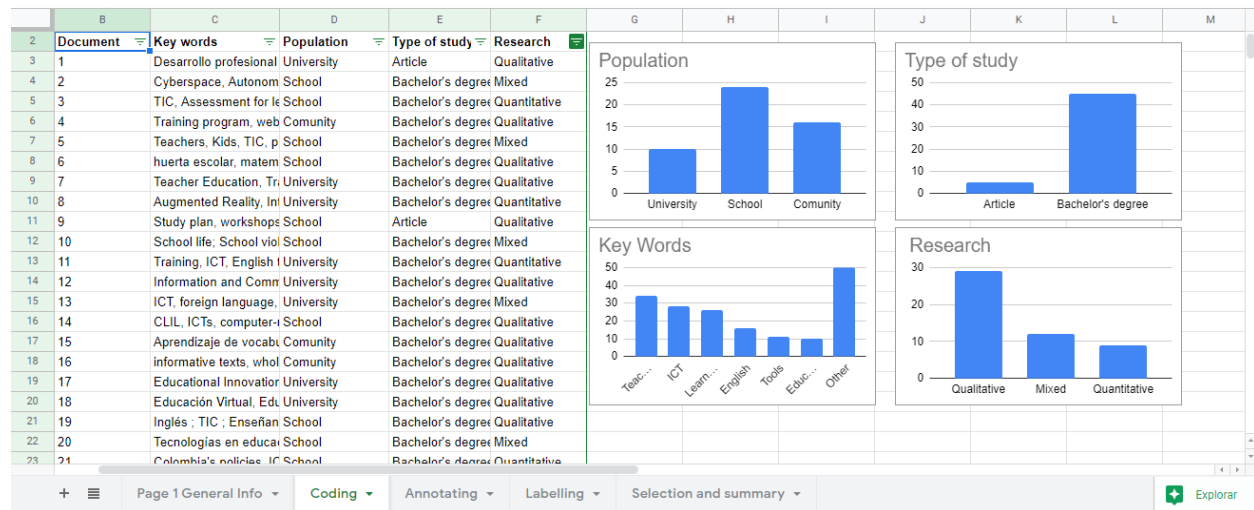 B C D E F G H I J K L M
2 Document Key words Population Type of study Research
3 1 Desarrollo profesional University Article Qualitative
4 2 Cyberspace, Autonom School Bachelor's degree Mixed
5 3 TIC, Assessment for le School Bachelor's degree Quantitative
6 4 Training program, web Comunity Bachelor's degree Qualitative
7 5 Teachers, Kids, TIC, p School Bachelor's degree Mixed
8 6 huerta escolar, matem School Bachelor's degree Qualitative
9 7 Teacher Education, Tra University Bachelor's degree Qualitative
10 8 Augmented Reality, Int University Bachelor's degree Quantitative
11 9 Study plan, workshops School Article Qualitative
12 10 School life; School viol School Bachelor's degree Mixed
13 11 Training, ICT, English t University Bachelor's degree Quantitative
14 12 Information and Comm University Bachelor's degree Qualitative
15 13 ICT, foreign language, University Bachelor's degree Mixed
16 14 CLIL, ICTs, computer- School Bachelor's degree Qualitative
17 15 Aprendizaje de vocabu Comunity Bachelor's degree Qualitative
18 16 informative texts, whol Comunity Bachelor's degree Qualitative
19 17 Educational Innovation University Bachelor's degree Qualitative
20 18 Educación Virtual, Edu University Bachelor's degree Qualitative
21 19 Inglés ; TIC ; Enseñan School Bachelor's degree Qualitative
22 20 Tecnologías en educa School Bachelor's degree Mixed
23 21 Colombia's policies, IC School Bachelor's degree Quantitative
Population
25
20
15
10
5
0
University School Comunity
Type of study
50
40
30
20
10
0
Article Bachelor's degree
Key Words
50
40
30
20
10
0
Teac... ICT Learn... English Tools Educ... Other
Research
30
20
10
0
Qualitative Mixed Quantitative
+ Page 1 General Info Coding Annotating Labelling Selection and summary Explorar